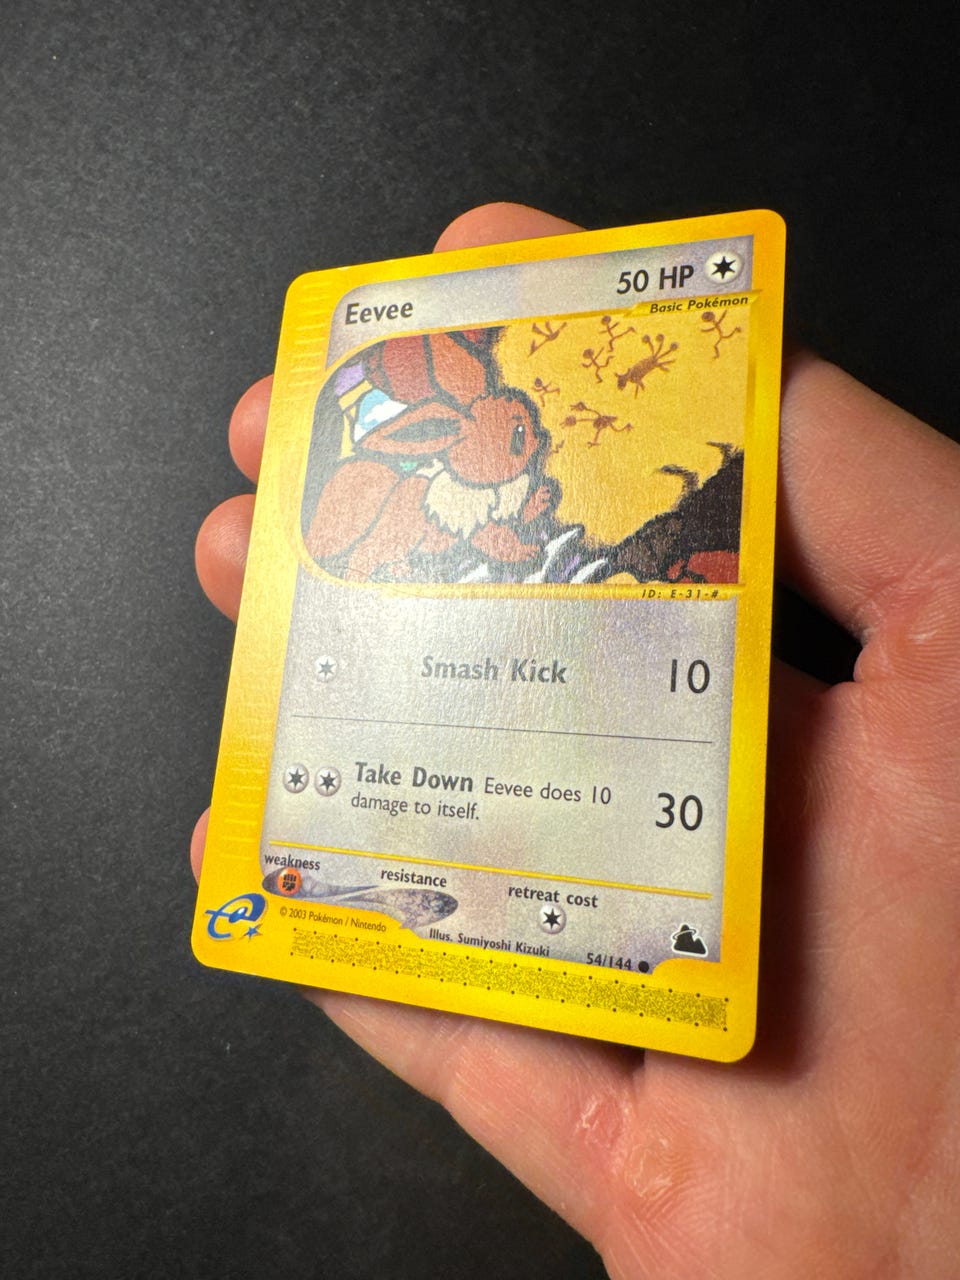 Eevee 50 HP
Basic Pokémon
ID: E-31-#
Smash Kick 10
Take Down Eevee does 10
damage to itself.
30
weakness resistance retreat cost
© 2003 Pokémon / Nintendo
Illus. Sumiyoshi Kizuki
54/144